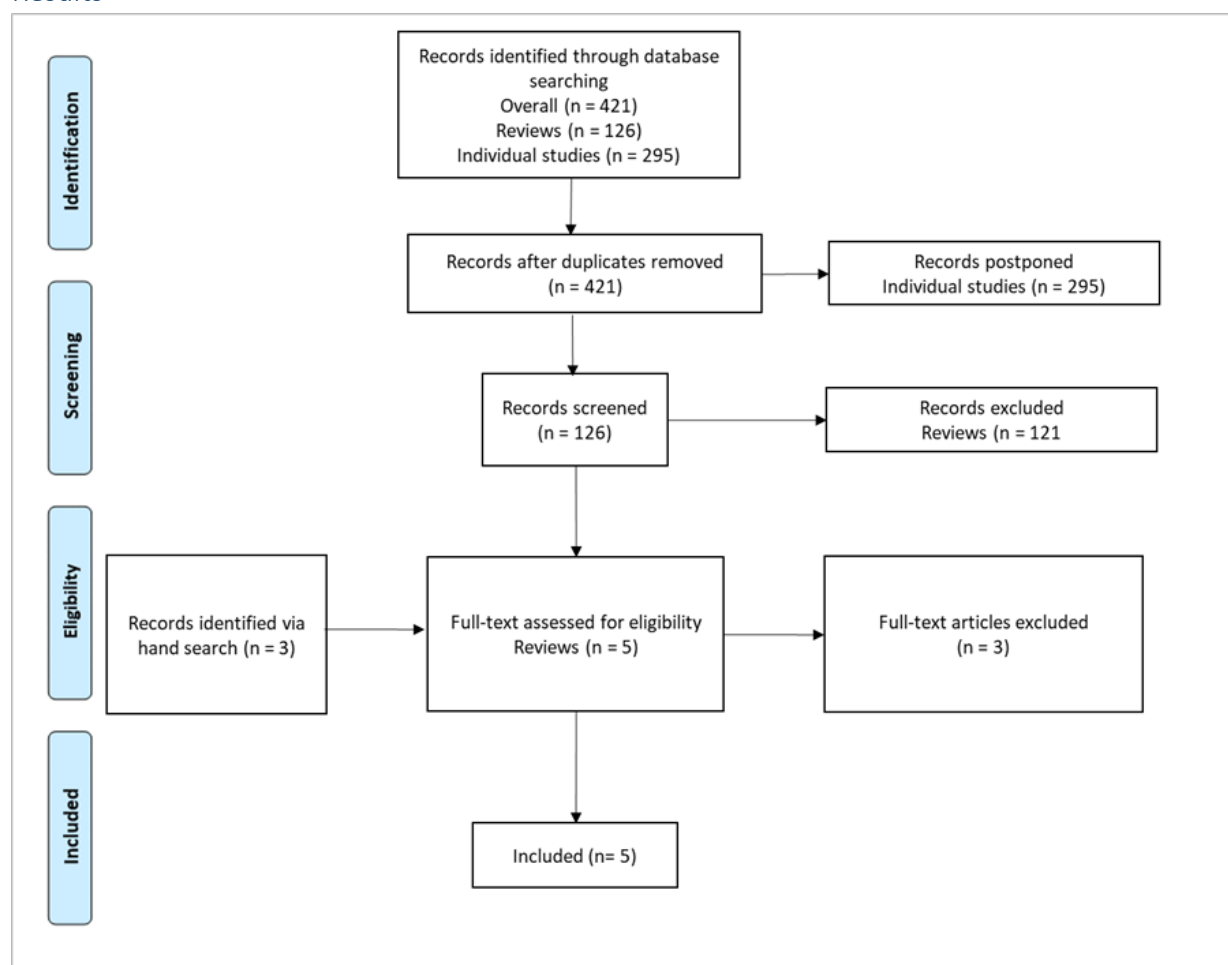 Results
Identification
Records identified through database
searching
Overall (n = 421)
Reviews (n = 126)
Individual studies (n = 295)
Records after duplicates removed
(n = 421)
Records postponed
Individual studies (n = 295)
Screening
Records screened
(n = 126)
Records excluded
Reviews (n = 121
Eligibility
Records identified via
hand search (n = 3)
Full-text assessed for eligibility
Reviews (n = 5)
Full-text articles excluded
(n = 3)
Included
Included (n= 5)